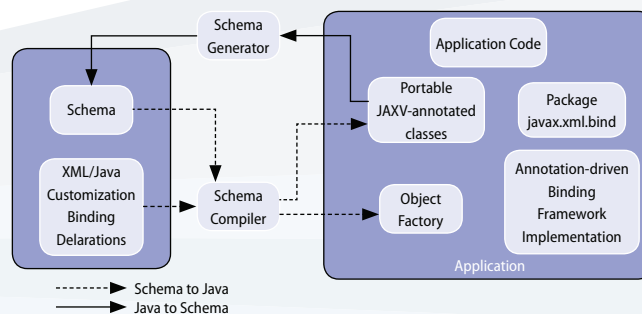 Schema
Generator
Application Code
Schema
Portable
JAXV-annotated
classes
Package
javax.xml.bind
XML/Java
Customization
Binding
Delarations
Schema
Compiler
Object
Factory
Annotation-driven
Binding
Framework
Implementation
Application
Schema to Java
Java to Schema